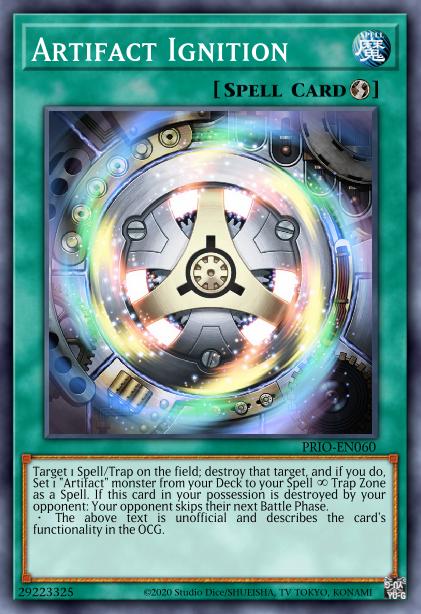 ARTIFACT IGNITION
SPELL
魔
[SPELL CARD]
PRIO-EN060
Target 1 Spell/Trap on the field; destroy that target, and if you do,
Set 1 "Artifact" monster from your Deck to your Spell ∞ Trap Zone
as a Spell. If this card in your possession is destroyed by your
opponent: Your opponent skips their next Battle Phase.
· The above text is unofficial and describes the card's
functionality in the OCG.
29223325 ©2020 Studio Dice/SHUEISHA, TV TOKYO, KONAMI